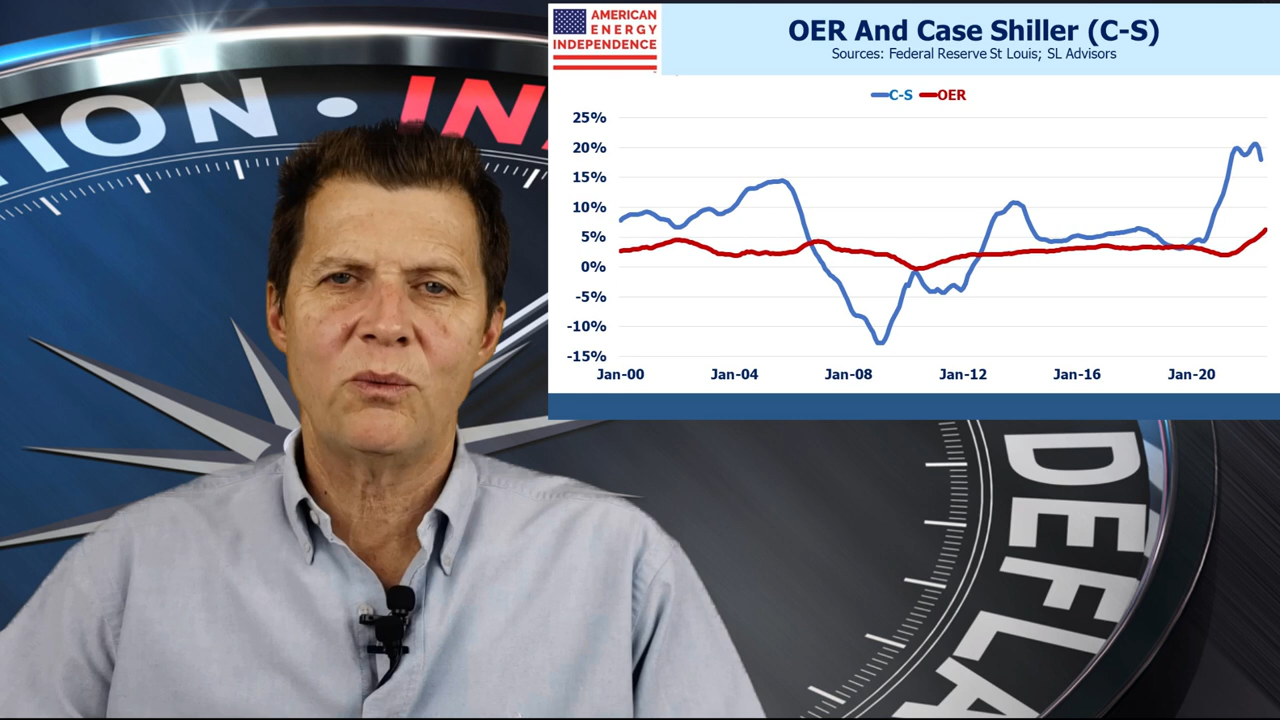 AMERICAN
ENERGY
INDEPENDENCE
OER And Case Shiller (C-S)
Sources: Federal Reserve St Louis; SL Advisors
C-S OER
25%
20%
15%
10%
5%
0%
-5%
-10%
-15%
Jan-00 Jan-04 Jan-08 Jan-12 Jan-16 Jan-20
ION • IN
DEFLA